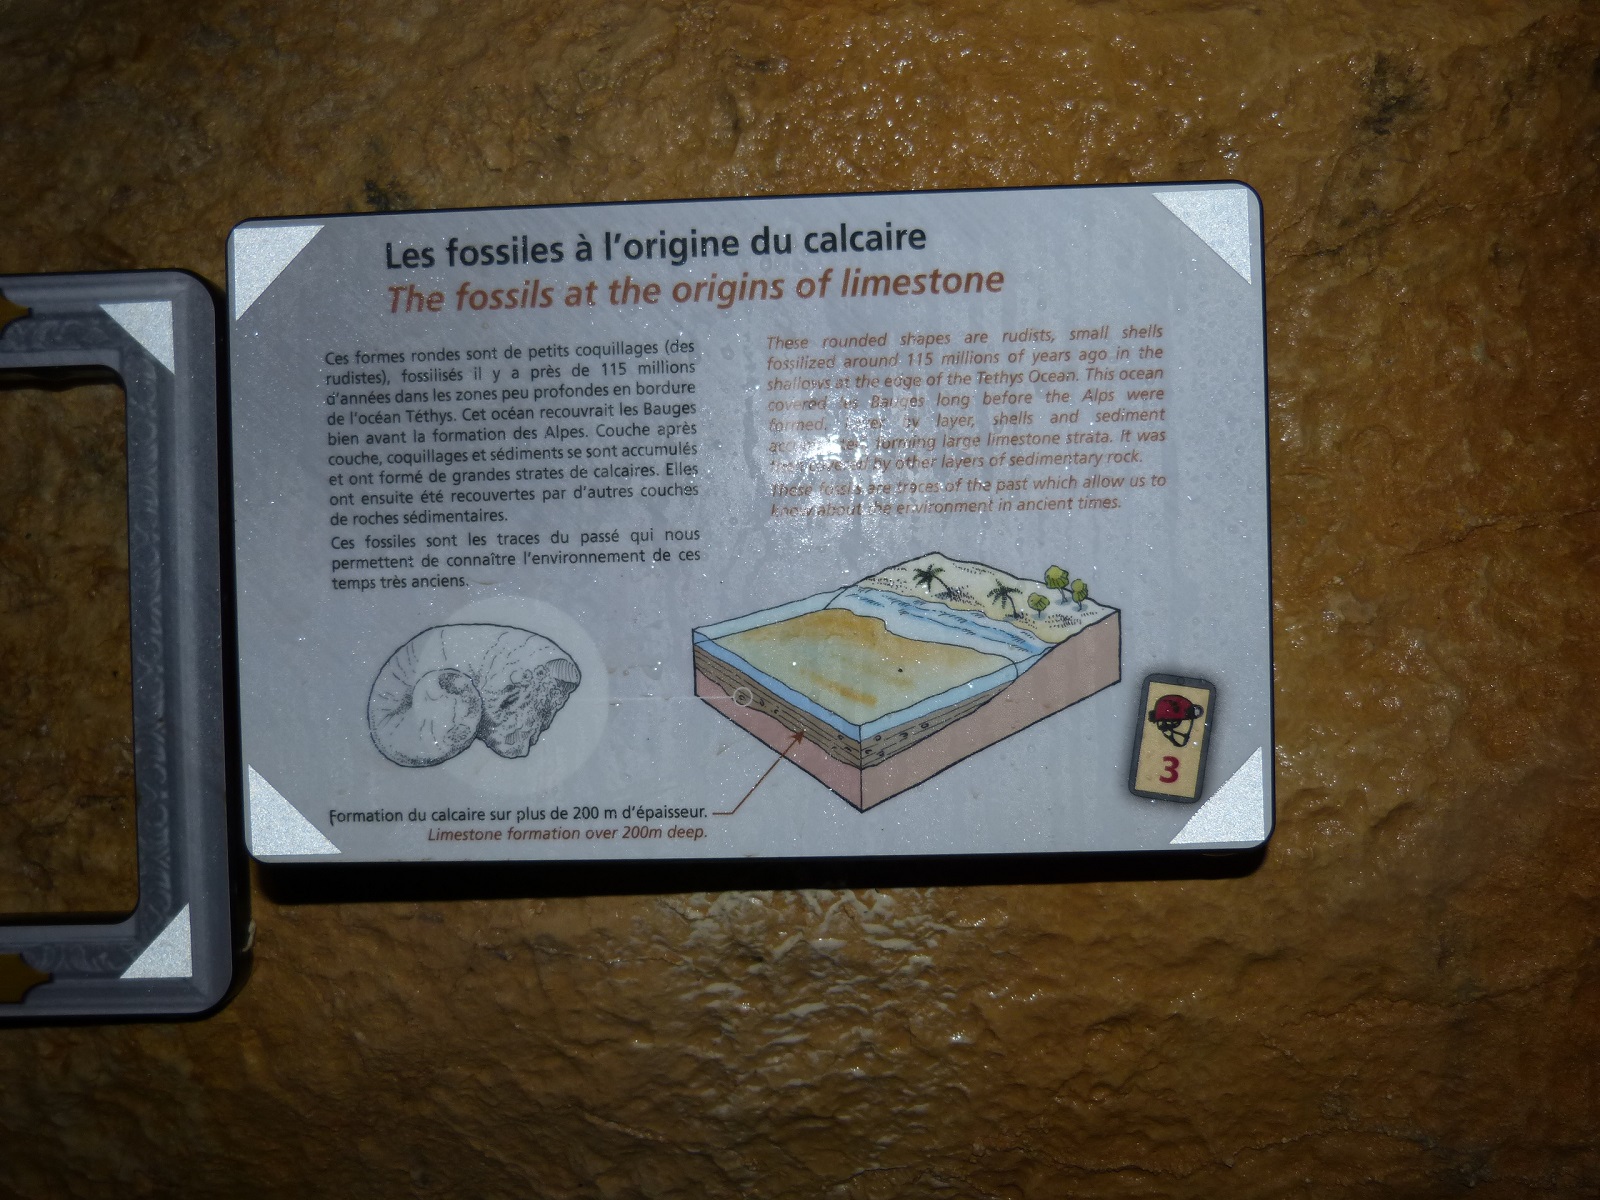 Les fossiles à l'origine du calcaire
The fossils at the origins of limestone
Ces formes rondes sont de petits coquillages (des
rudistes), fossilisés il y a près de 115 millions
d'années dans les zones peu profondes en bordure
de l'océan Téthys. Cet océan recouvrait les Bauges
bien avant la formation des Alpes. Couche après
couche, coquillages et sédiments se sont accumulés
et ont formé de grandes strates de calcaires. Elles
ont ensuite été recouvertes par d'autres couches
de roches sédimentaires.
Ces fossiles sont les traces du passé qui nous
permettent de connaître l'environnement de ces
temps très anciens.
These rounded shapes are rudists, small shells
fossilized around 115 millions of years ago in the
shallows at the edge of the Tethys Ocean. This ocean
covered Bauges long before the Alps were
formed, layer, shells and sediment
forming large limestone strata. It was
by other layers of sedimentary rock.
These fossils are traces of the past which allow us to
know about the environment in ancient times.
Formation du calcaire sur plus de 200 m d'épaisseur.
Limestone formation over 200m deep.
3